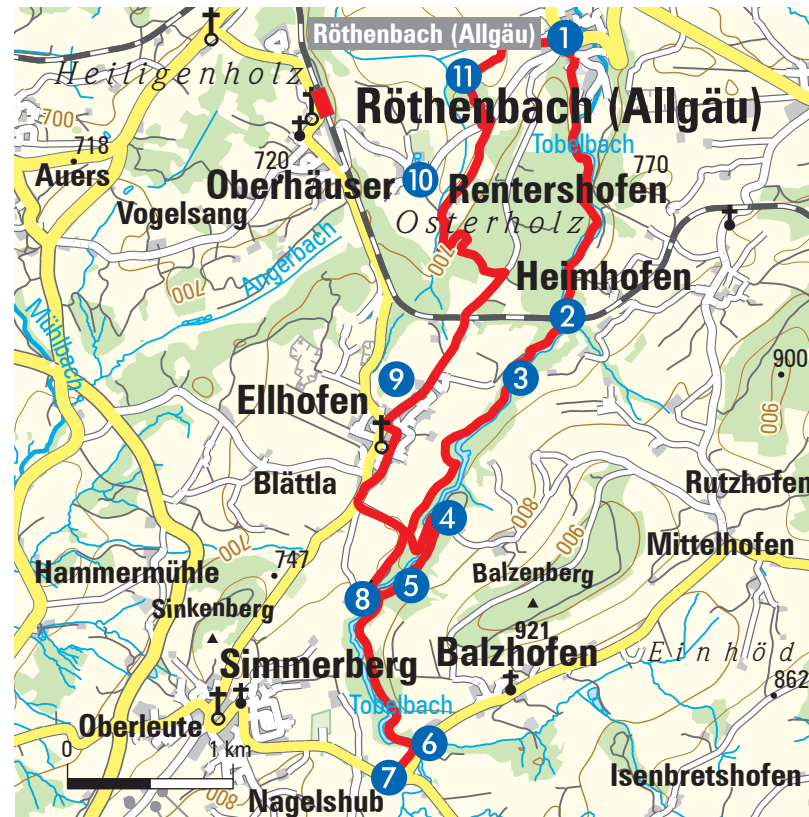 Röthenbach (Allgäu)
1
Heiligenholz
11
Röthenbach (Allgäu)
700
718
Tobelbach
720
770
Auers
Oberhäuser
10
Rentershofen
Vogelsang
Osterholz
700
Angerbach
700
Heimhofen
Mühlbach
2
3
9
900
Ellhofen
900
Blättla
Rutzhofen
800
4
700
900
Mittelhofen
747
Hammermühle
5
Balzenberg
8
Sinkenberg
921
Simmerberg
Balzhofen
Einhöd
862
Tobelbach
Oberleute
6
0
1 km
7
Isenbretshofen
800
Nagelshub